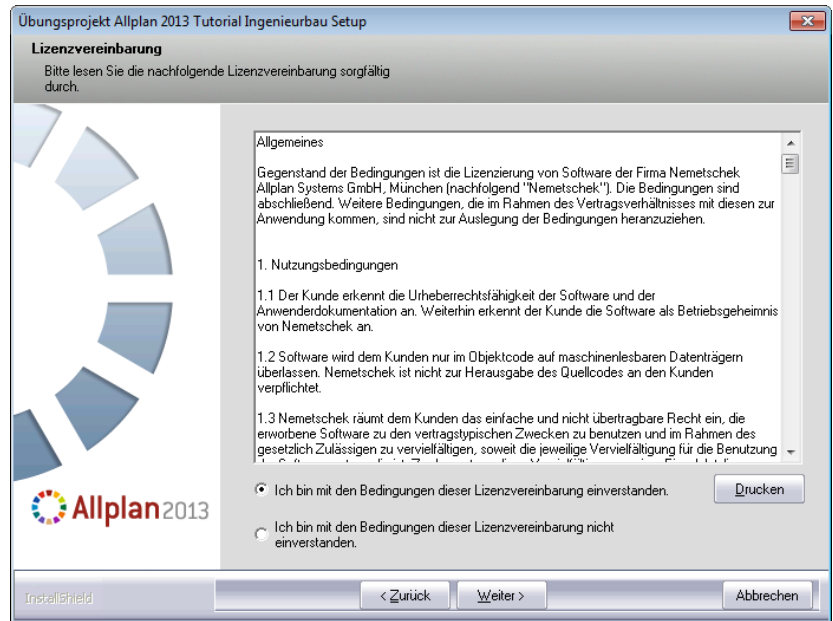 Übungsprojekt Allplan 2013 Tutorial Ingenieurbau Setup
Lizenzvereinbarung
Bitte lesen Sie die nachfolgende Lizenzvereinbarung sorgfältig
durch.
Allgemeines
Gegenstand der Bedingungen ist die Lizenzierung von Software der Firma Nemetschek
Allplan Systems GmbH, München (nachfolgend "Nemetschek"). Die Bedingungen sind
abschließend. Weitere Bedingungen, die im Rahmen des Vertragsverhältnisses mit diesen zur
Anwendung kommen, sind nicht zur Auslegung der Bedingungen heranzuziehen.
1. Nutzungsbedingungen
1.1 Der Kunde erkennt die Urheberrechtsfähigkeit der Software und der
Anwenderdokumentation an. Weiterhin erkennt der Kunde die Software als Betriebsgeheimnis
von Nemetschek an.
1.2 Software wird dem Kunden nur im Objektcode auf maschinenlesbaren Datenträgern
überlassen. Nemetschek ist nicht zur Herausgabe des Quellcodes an den Kunden
verpflichtet.
1.3 Nemetschek räumt dem Kunden das einfache und nicht übertragbare Recht ein, die
erworbene Software zu den vertragstypischen Zwecken zu benutzen und im Rahmen des
gesetzlich Zulässigen zu vervielfältigen, soweit die jeweilige Vervielfältigung für die Benutzung
Ich bin mit den Bedingungen dieser Lizenzvereinbarung einverstanden.
Drucken
Ich bin mit den Bedingungen dieser Lizenzvereinbarung nicht
einverstanden.
Allplan 2013
InstallShield
< Zurück
Weiter >
Abbrechen